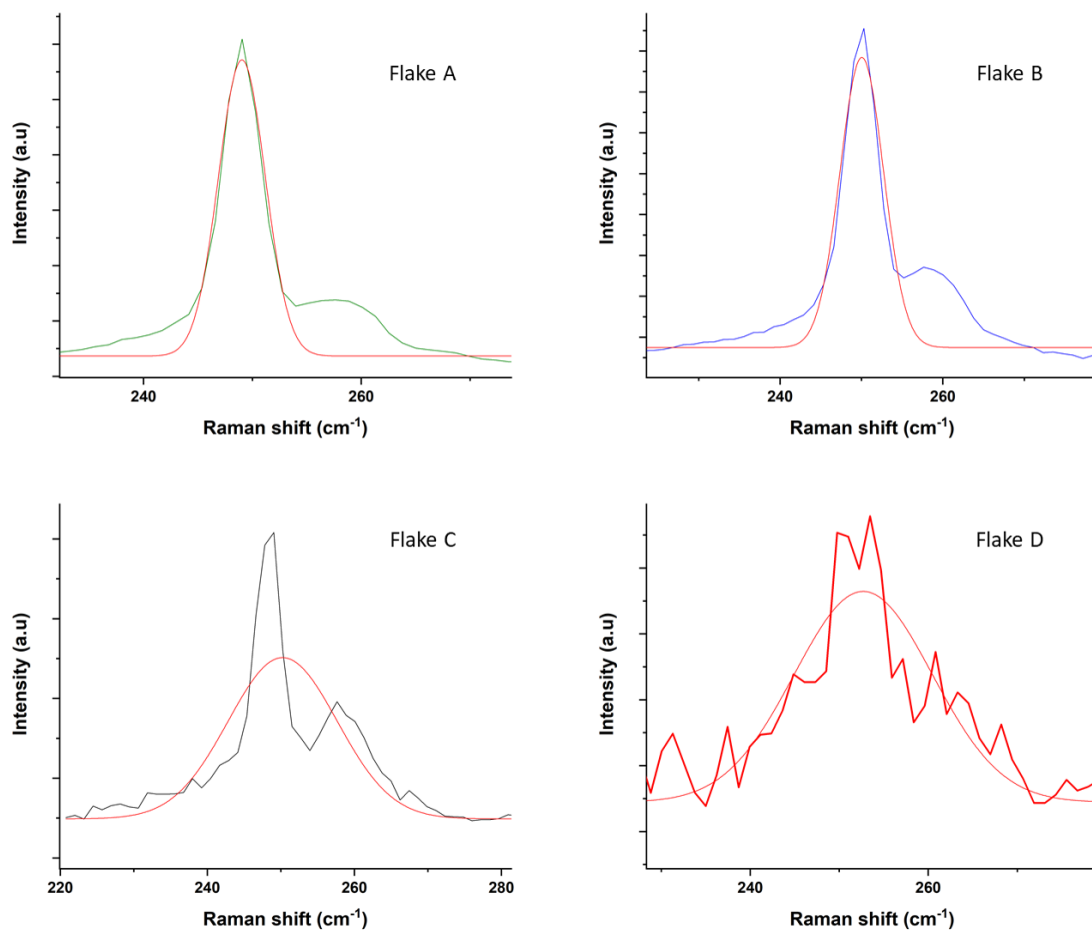 Flake A
Intensity (a.u)
240
260
Raman shift (cm⁻¹)
Flake B
Intensity (a.u)
240
260
Raman shift (cm⁻¹)
Flake C
Intensity (a.u)
220
240
260
280
Raman shift (cm⁻¹)
Flake D
Intensity (a.u)
240
260
Raman shift (cm⁻¹)